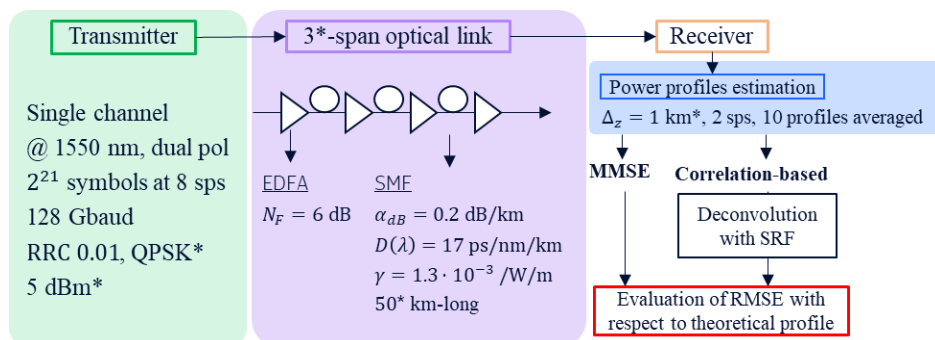 Transmitter
3*-span optical link
Receiver
Single channel
@ 1550 nm, dual pol
2²¹ symbols at 8 sps
128 Gbaud
RRC 0.01, QPSK*
5 dBm*
EDFA
N_F = 6 dB
SMF
α_dB = 0.2 dB/km
D(λ) = 17 ps/nm/km
γ = 1.3 · 10⁻³ /W/m
50* km-long
Power profiles estimation
Δ_z = 1 km*, 2 sps, 10 profiles averaged
MMSE
Correlation-based
Deconvolution
with SRF
Evaluation of RMSE with
respect to theoretical profile